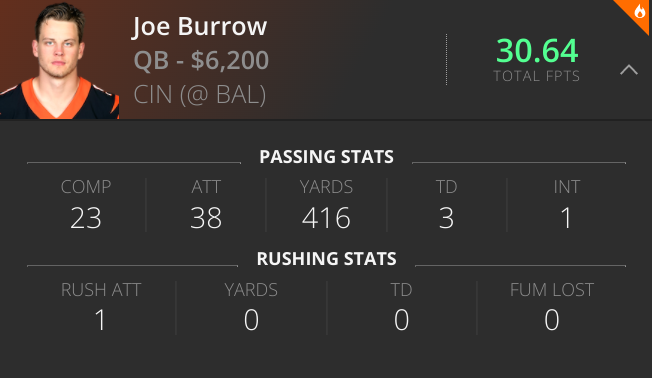 Joe Burrow
QB - $6,200
CIN (@ BAL)
30.64
TOTAL FPTS
PASSING STATS
COMP ATT YARDS TD INT
23 38 416 3 1
RUSHING STATS
RUSH ATT YARDS TD FUM LOST
1 0 0 0